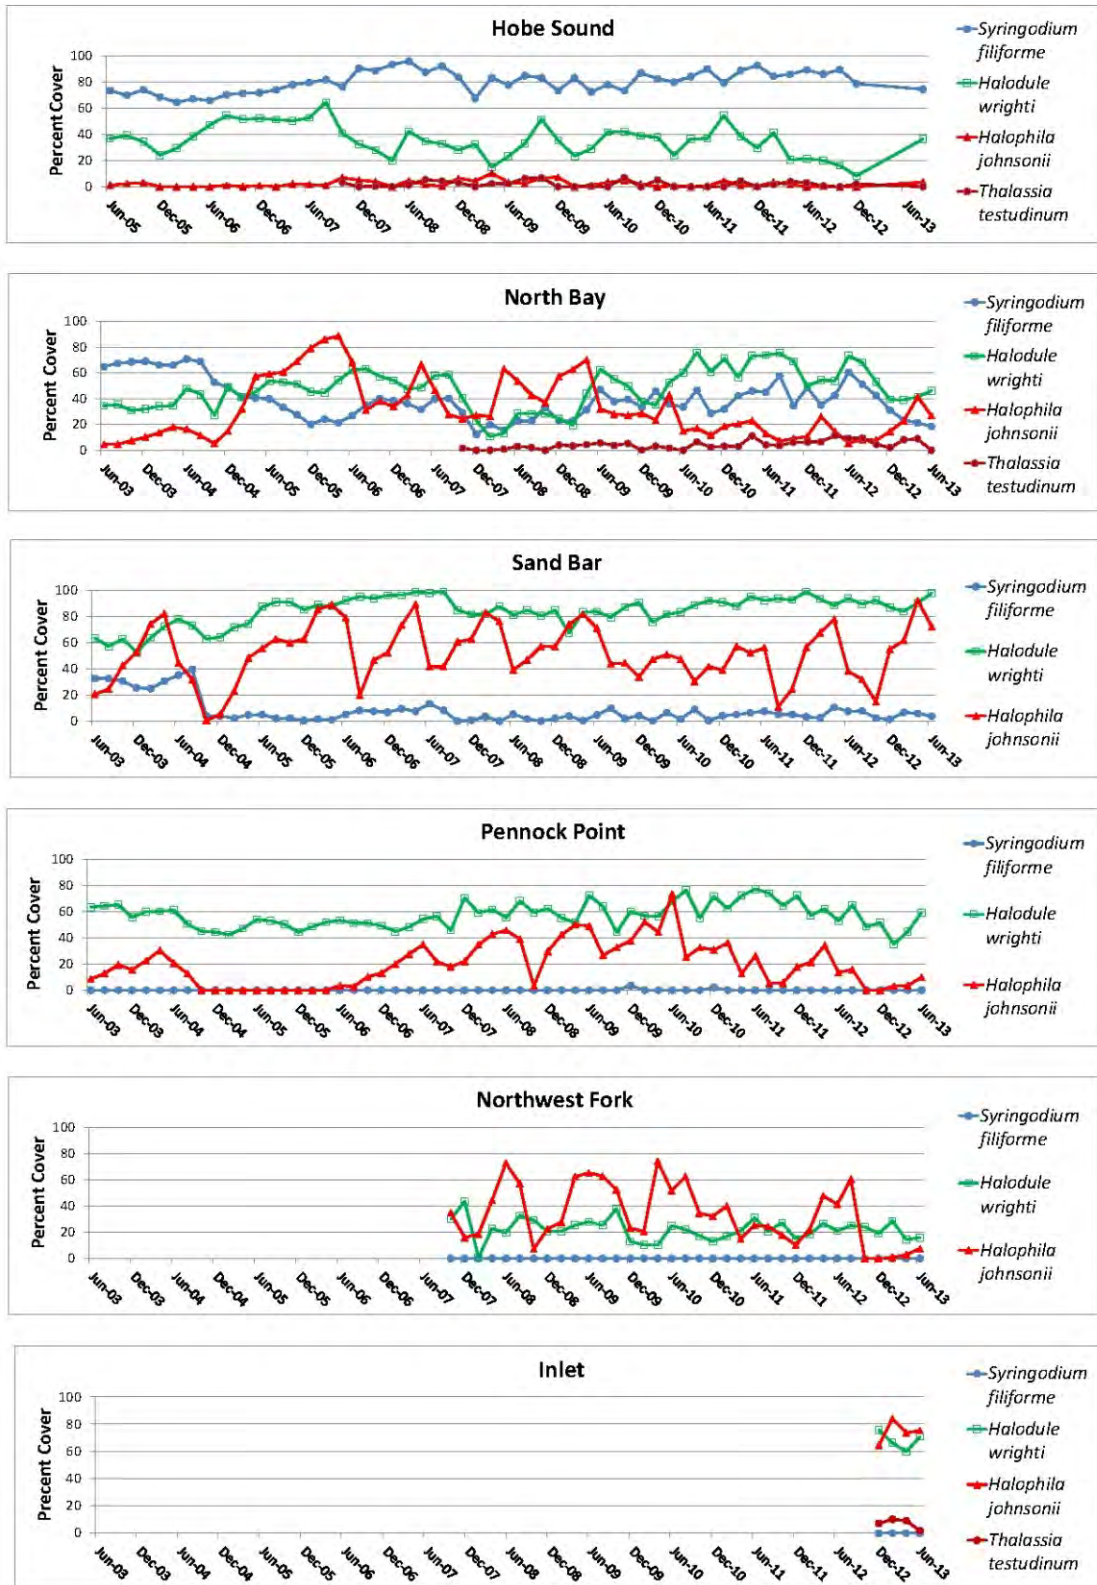 Hobe Sound
Percent Cover
100
80
60
40
20
0
Jun-05
Dec-05
Jun-06
Dec-06
Jun-07
Dec-07
Jun-08
Dec-08
Jun-09
Dec-09
Jun-10
Dec-10
Jun-11
Dec-11
Jun-12
Dec-12
Jun-13
Syringodium
filiforme
Halodule
wrighti
Halophila
johnsonii
Thalassia
testudinum
North Bay
Percent Cover
100
80
60
40
20
0
Jun-03
Dec-03
Jun-04
Dec-04
Jun-05
Dec-05
Jun-06
Dec-06
Jun-07
Dec-07
Jun-08
Dec-08
Jun-09
Dec-09
Jun-10
Dec-10
Jun-11
Dec-11
Jun-12
Dec-12
Jun-13
Syringodium
filiforme
Halodule
wrighti
Halophila
johnsonii
Thalassia
testudinum
Sand Bar
Percent Cover
100
80
60
40
20
0
Jun-03
Dec-03
Jun-04
Dec-04
Jun-05
Dec-05
Jun-06
Dec-06
Jun-07
Dec-07
Jun-08
Dec-08
Jun-09
Dec-09
Jun-10
Dec-10
Jun-11
Dec-11
Jun-12
Dec-12
Jun-13
Syringodium
filiforme
Halodule
wrighti
Halophila
johnsonii
Pennock Point
Percent Cover
100
80
60
40
20
0
Jun-03
Dec-03
Jun-04
Dec-04
Jun-05
Dec-05
Jun-06
Dec-06
Jun-07
Dec-07
Jun-08
Dec-08
Jun-09
Dec-09
Jun-10
Dec-10
Jun-11
Dec-11
Jun-12
Dec-12
Jun-13
Syringodium
filiforme
Halodule
wrighti
Halophila
johnsonii
Northwest Fork
Percent Cover
100
80
60
40
20
0
Jun-03
Dec-03
Jun-04
Dec-04
Jun-05
Dec-05
Jun-06
Dec-06
Jun-07
Dec-07
Jun-08
Dec-08
Jun-09
Dec-09
Jun-10
Dec-10
Jun-11
Dec-11
Jun-12
Dec-12
Jun-13
Syringodium
filiforme
Halodule
wrighti
Halophila
johnsonii
Inlet
Precent Cover
100
80
60
40
20
0
Jun-03
Dec-03
Jun-04
Dec-04
Jun-05
Dec-05
Jun-06
Dec-06
Jun-07
Dec-07
Jun-08
Dec-08
Jun-09
Dec-09
Jun-10
Dec-10
Jun-11
Dec-11
Jun-12
Dec-12
Jun-13
Syringodium
filiforme
Halodule
wrighti
Halophila
johnsonii
Thalassia
testudinum